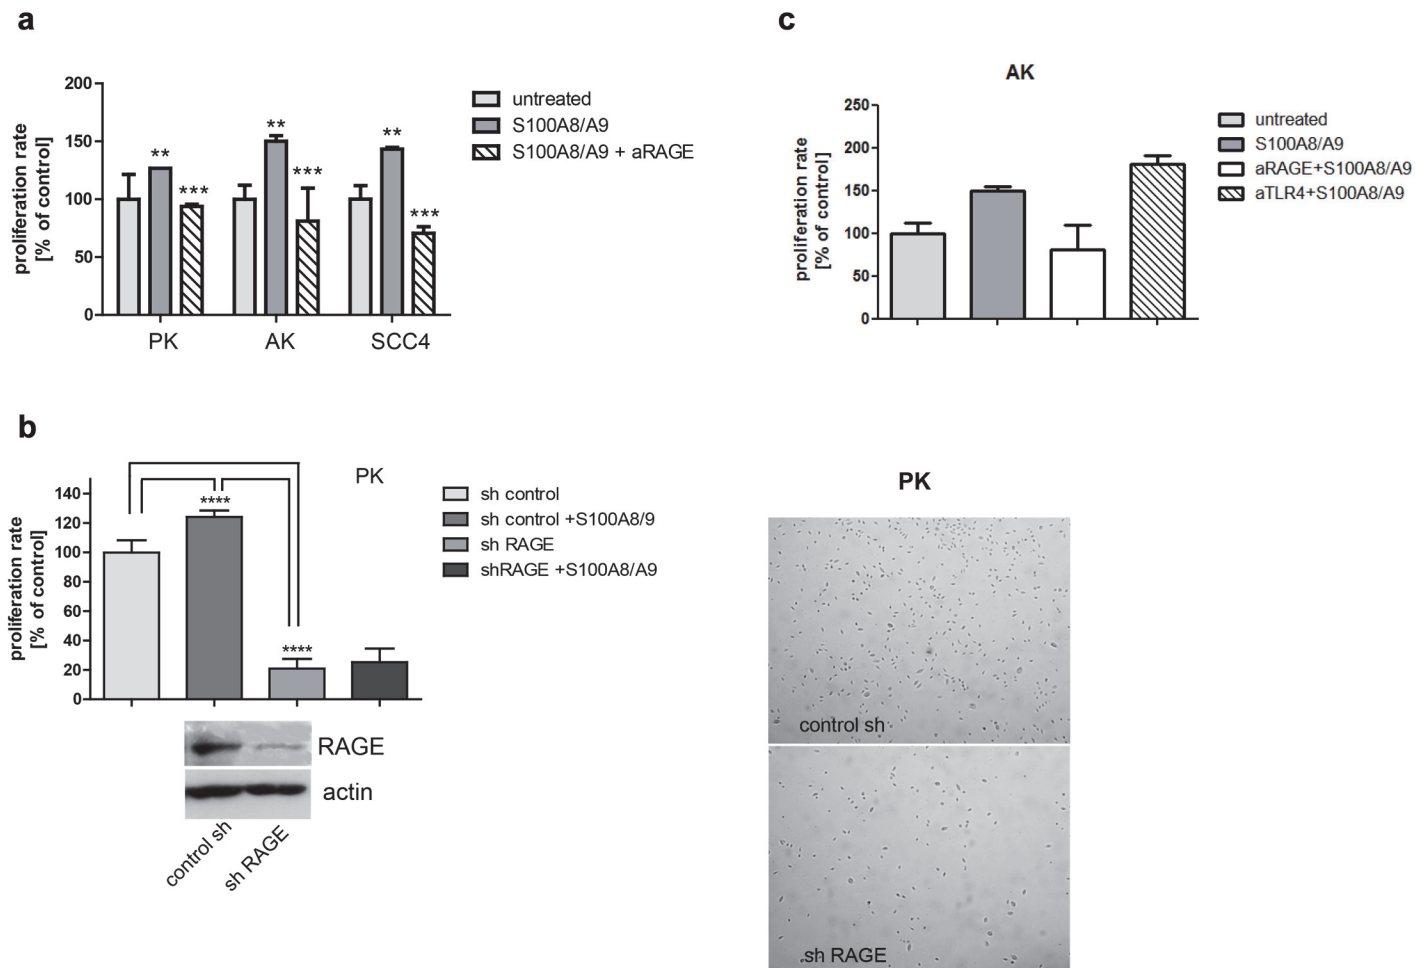 a
proliferation rate
[% of control]
200
150
100
50
0
**
***
**
***
**
***
PK
AK
SCC4
untreated
S100A8/A9
S100A8/A9 + aRAGE
c
AK
proliferation rate
[% of control]
250
200
150
100
50
0
untreated
S100A8/A9
aRAGE+S100A8/A9
aTLR4+S100A8/A9
b
PK
proliferation rate
[% of control]
140
120
100
80
60
40
20
0
****
****
sh control
sh control +S100A8/9
sh RAGE
shRAGE +S100A8/A9
RAGE
actin
control sh
sh RAGE
PK
control sh
sh RAGE